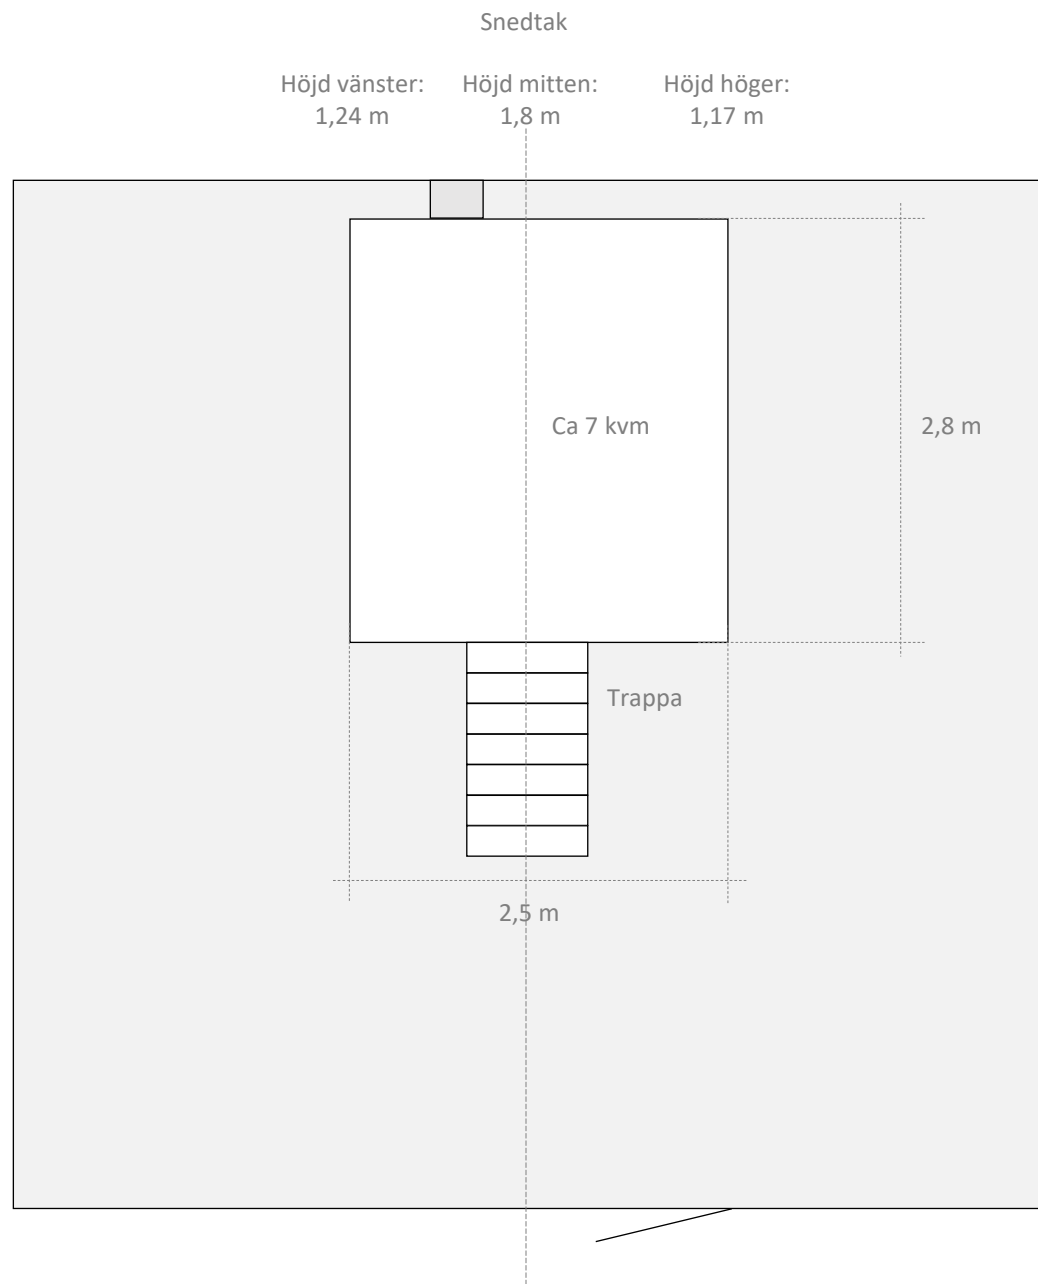 Snedtak
Höjd vänster:
1,24 m
Höjd mitten:
1,8 m
Höjd höger:
1,17 m
Ca 7 kvm
2,8 m
Trappa
2,5 m